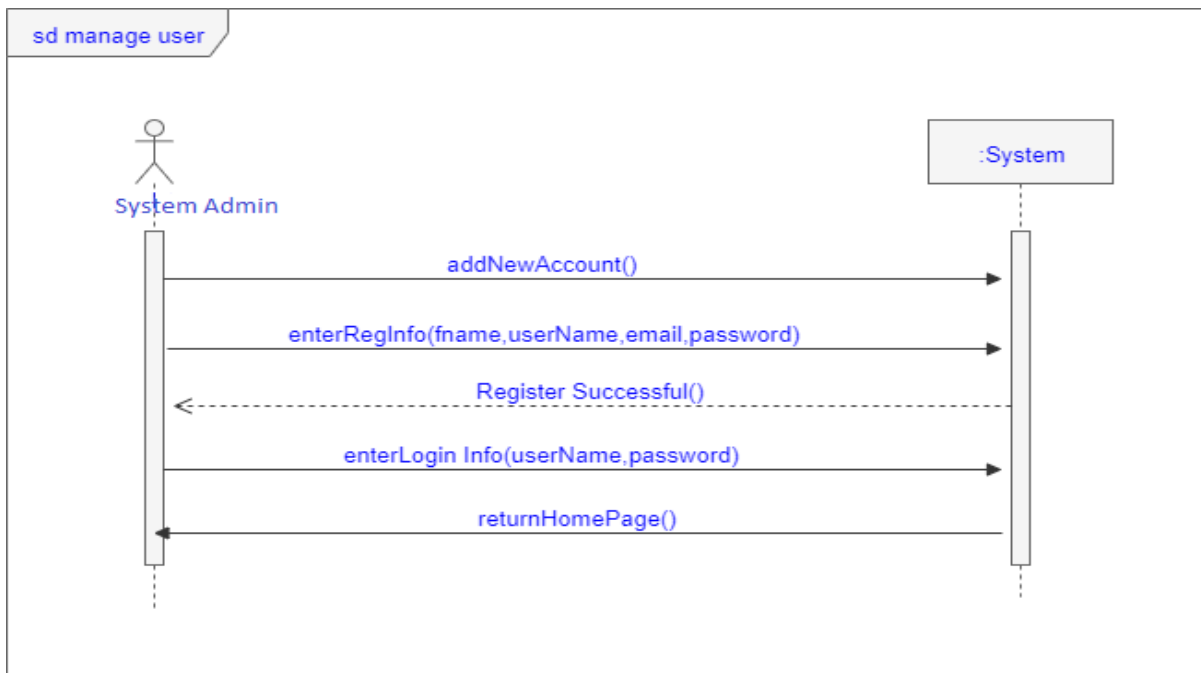 sd manage user
System Admin
:System
addNewAccount()
enterRegInfo(fname,userName,email,password)
Register Successful()
enterLogin Info(userName,password)
returnHomePage()